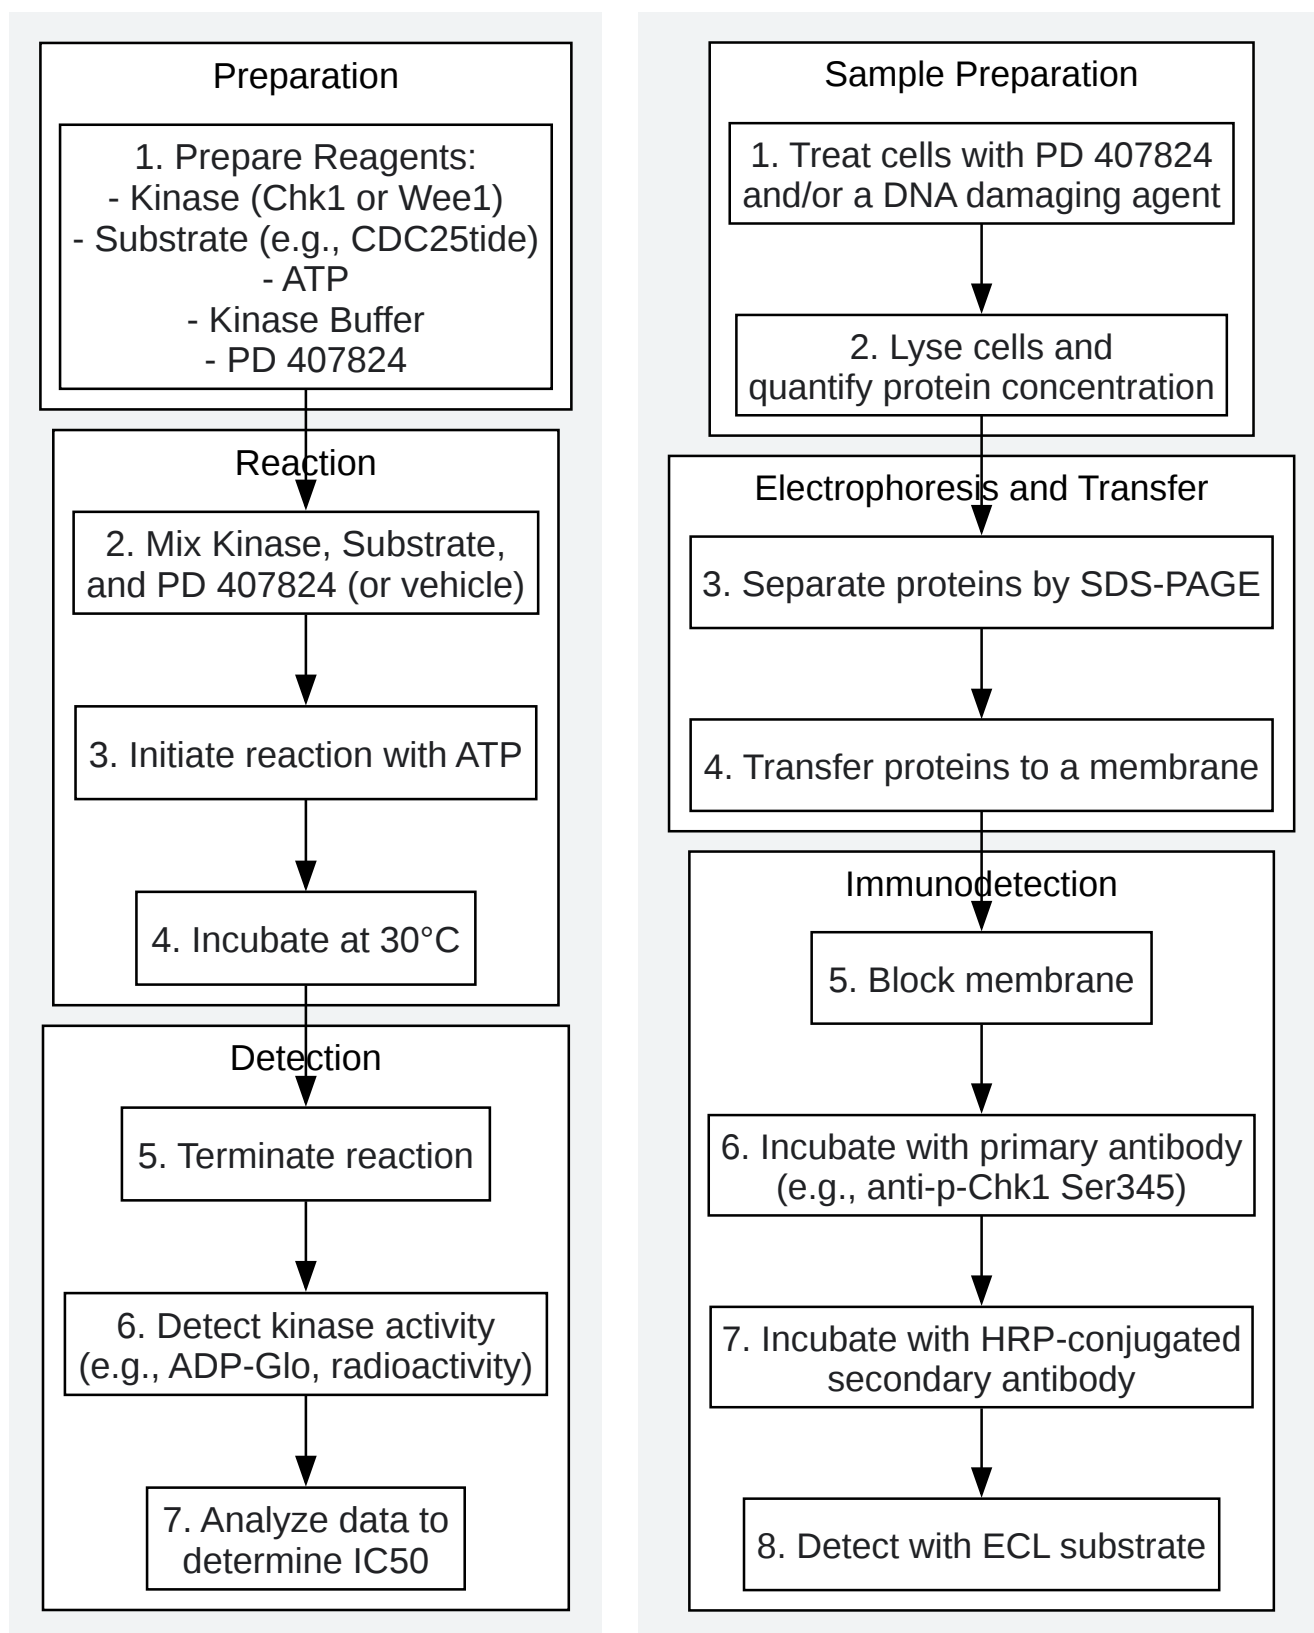 Preparation
1. Prepare Reagents:
- Kinase (Chk1 or Wee1)
- Substrate (e.g., CDC25tide)
- ATP
- Kinase Buffer
- PD 407824
Reaction
2. Mix Kinase, Substrate,
and PD 407824 (or vehicle)
3. Initiate reaction with ATP
4. Incubate at 30°C
Detection
5. Terminate reaction
6. Detect kinase activity
(e.g., ADP-Glo, radioactivity)
7. Analyze data to
determine IC50
Sample Preparation
1. Treat cells with PD 407824
and/or a DNA damaging agent
2. Lyse cells and
quantify protein concentration
Electrophoresis and Transfer
3. Separate proteins by SDS-PAGE
4. Transfer proteins to a membrane
Immunodetection
5. Block membrane
6. Incubate with primary antibody
(e.g., anti-p-Chk1 Ser345)
7. Incubate with HRP-conjugated
secondary antibody
8. Detect with ECL substrate